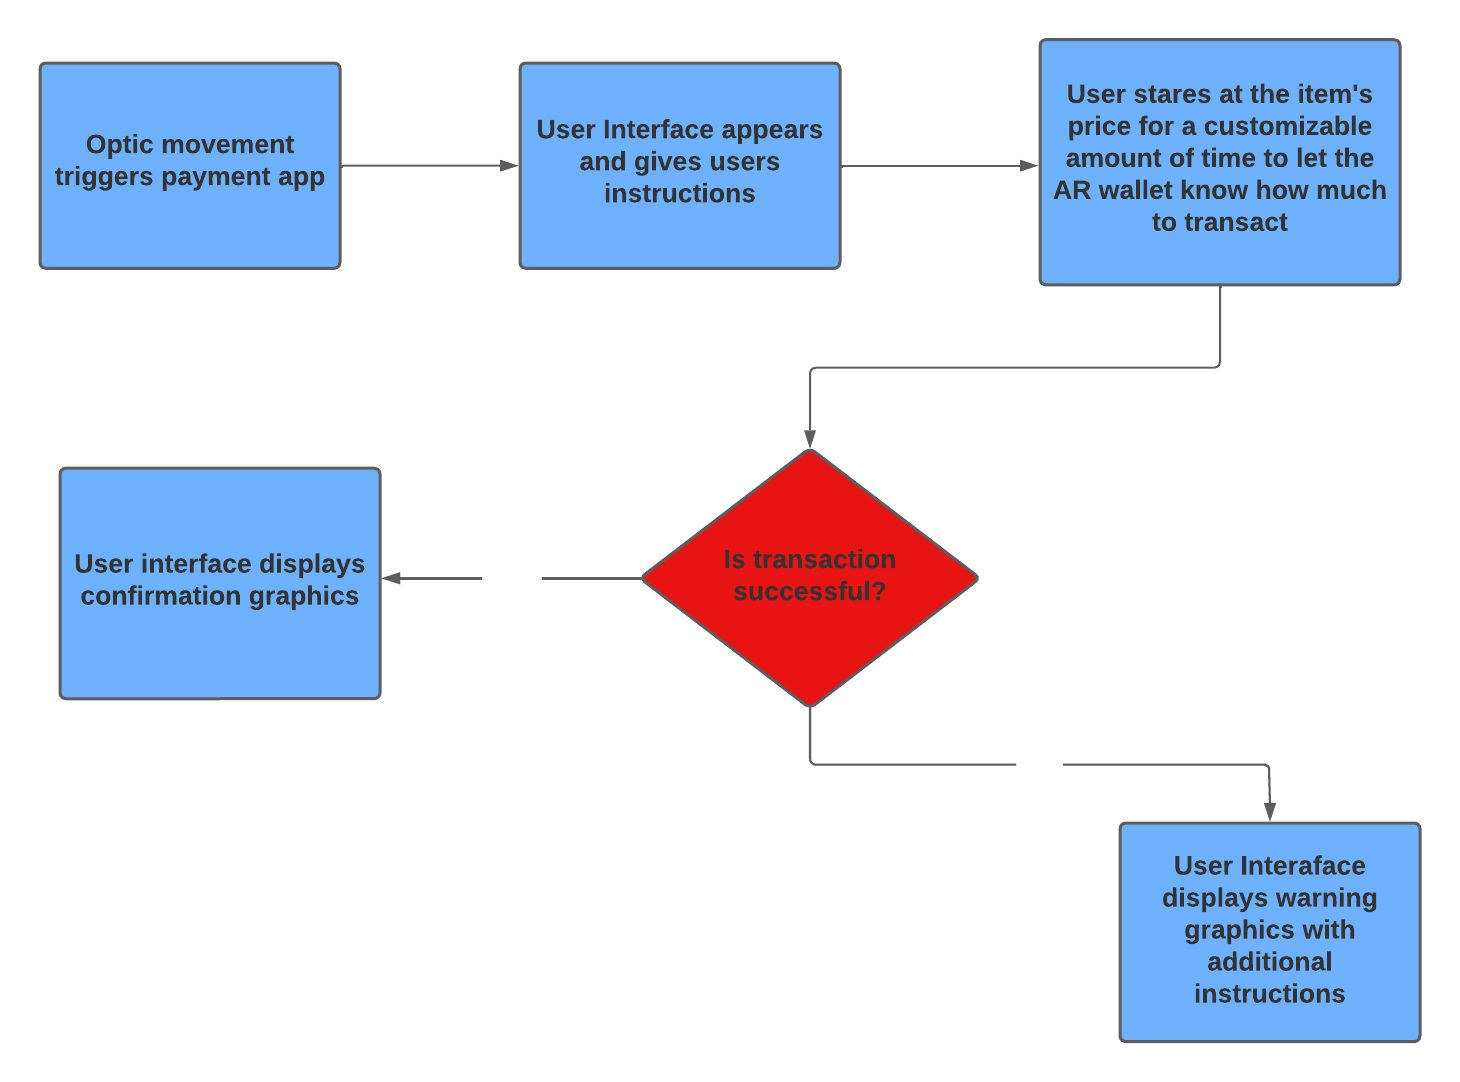 Optic movement
triggers payment app
User Interface appears
and gives users
instructions
User stares at the item's
price for a customizable
amount of time to let the
AR wallet know how much
to transact
Is transaction
successful?
User interface displays
confirmation graphics
User Interaface
displays warning
graphics with
additional
instructions